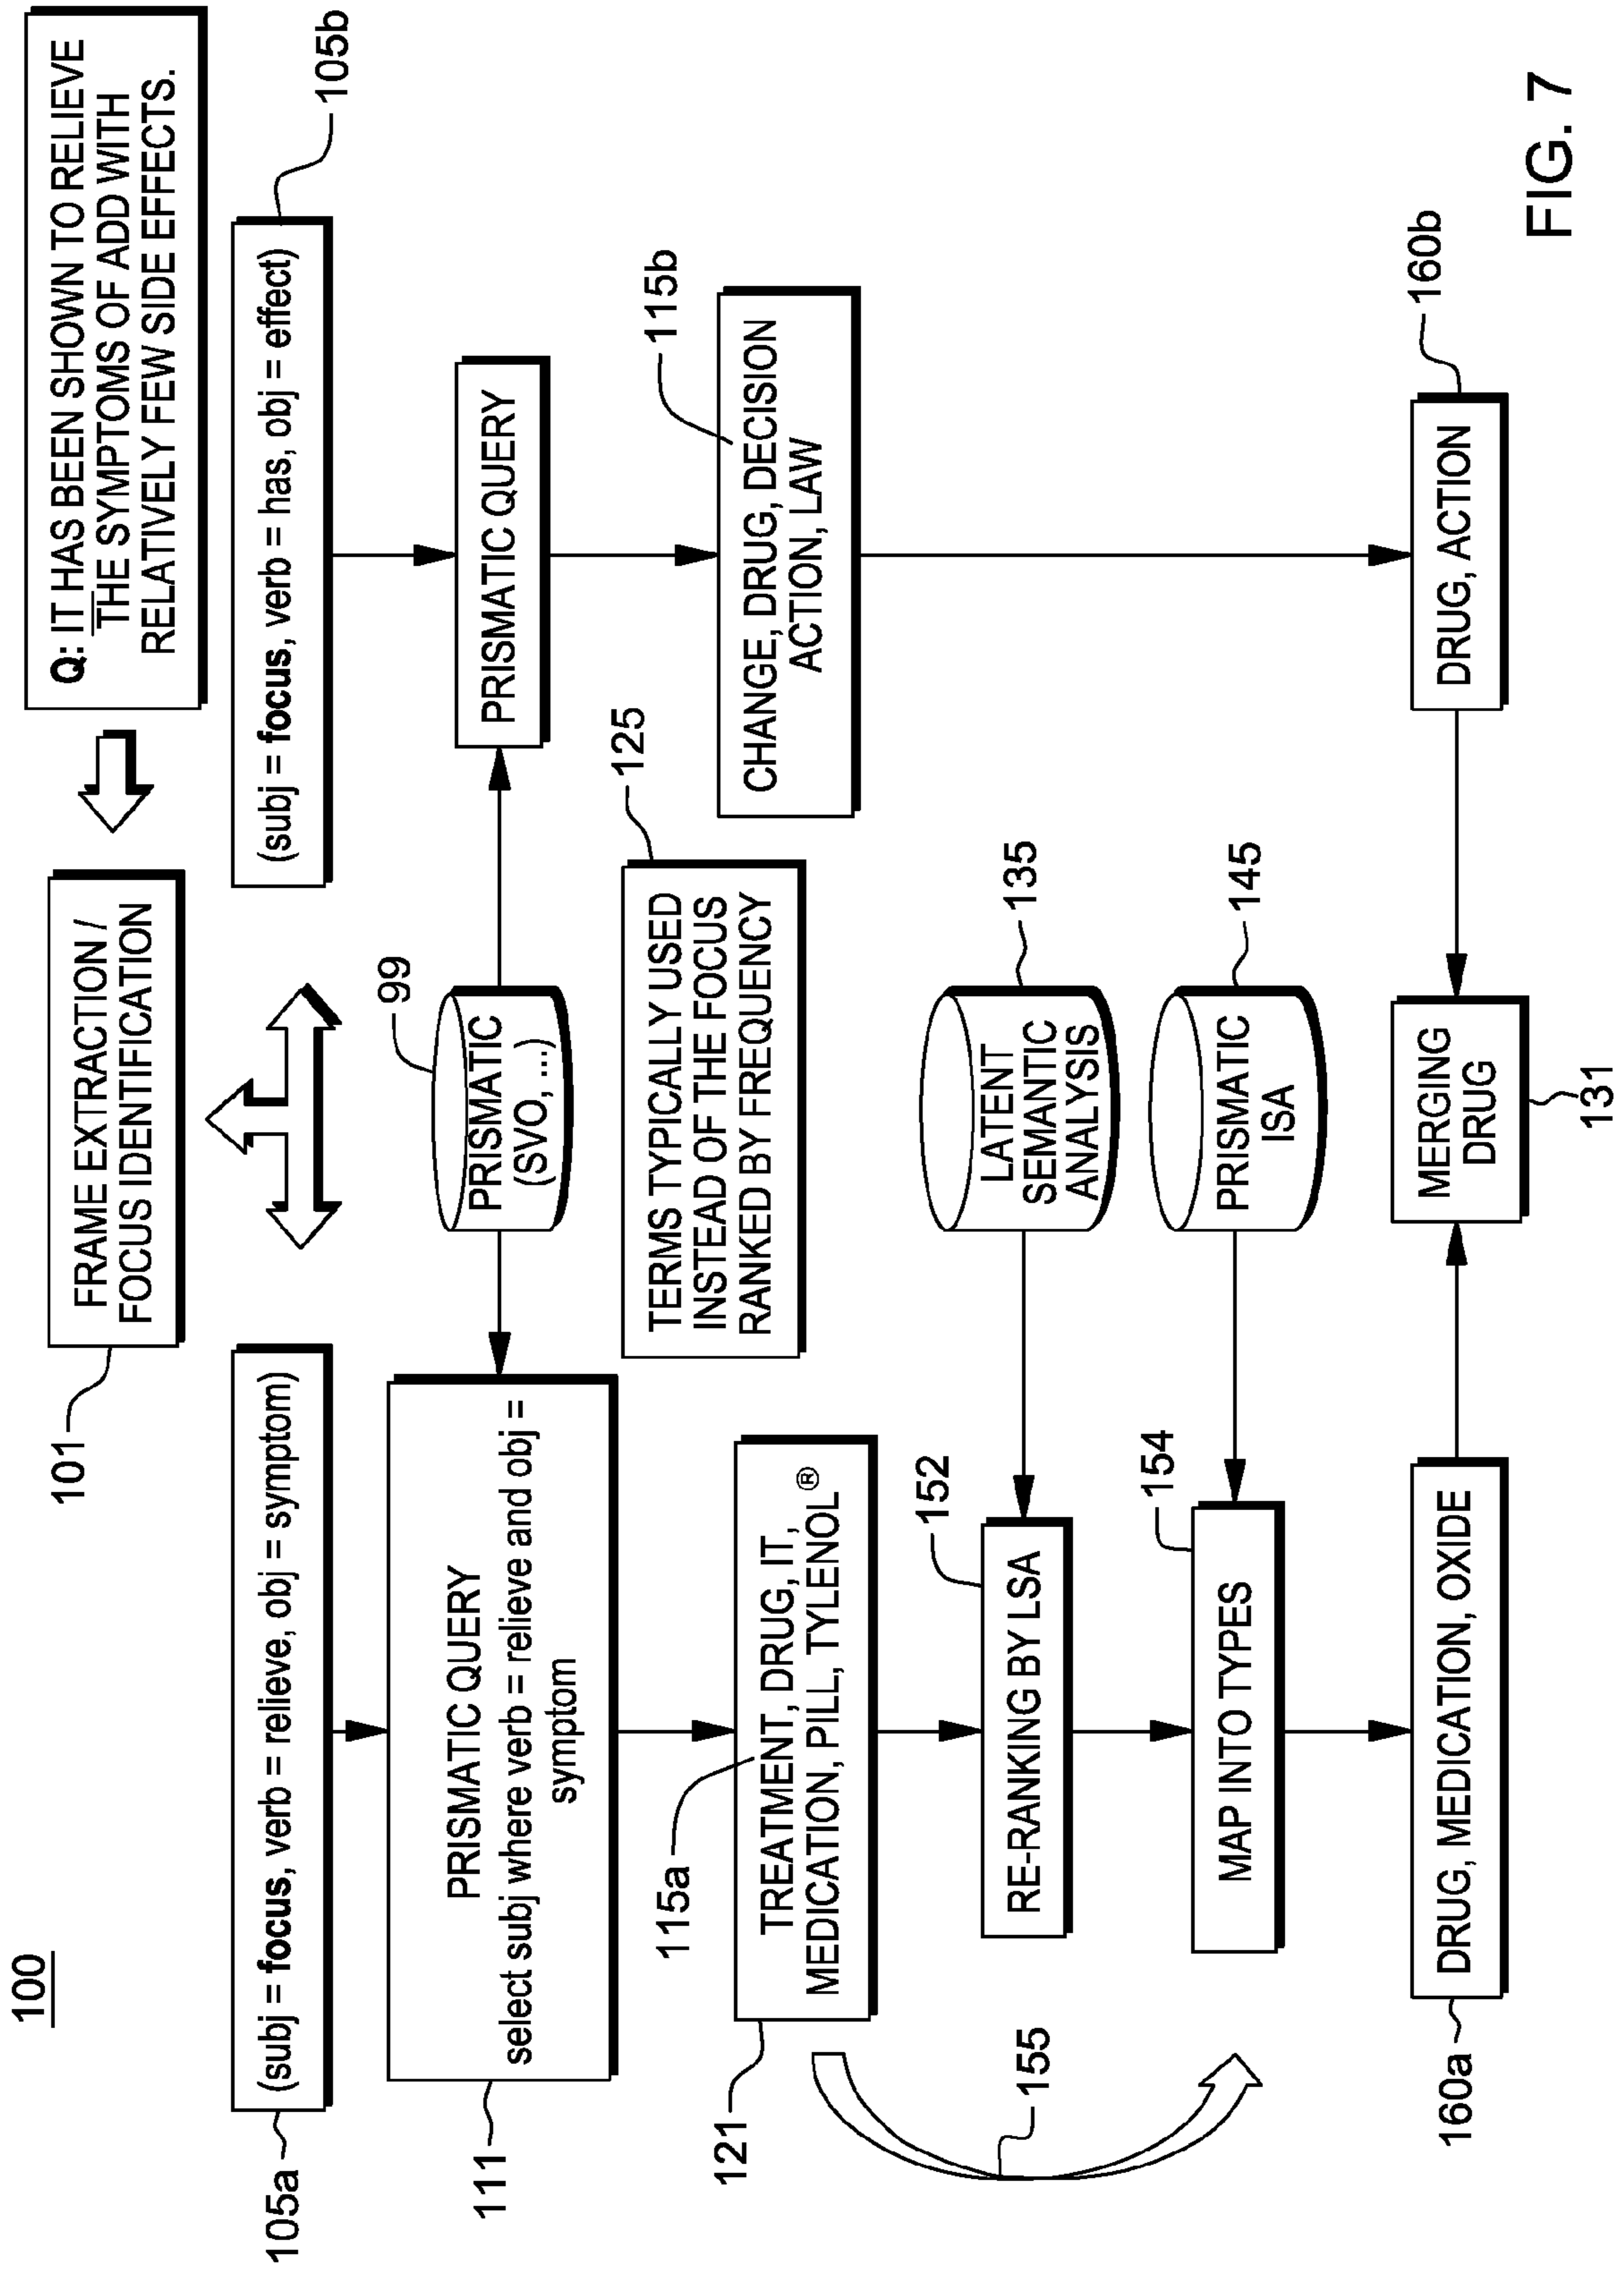 100
Q: IT HAS BEEN SHOWN TO RELIEVE
THE SYMPTOMS OF ADD WITH
RELATIVELY FEW SIDE EFFECTS.
FRAME EXTRACTION /
FOCUS IDENTIFICATION
101
(subj = focus, verb = relieve, obj = symptom)
105a
(subj = focus, verb = has, obj = effect)
105b
PRISMATIC QUERY
select subj where verb = relieve and obj =
symptom
111
99
PRISMATIC
(SVO, ...)
PRISMATIC QUERY
TERMS TYPICALLY USED
INSTEAD OF THE FOCUS
RANKED BY FREQUENCY
125
115a
TREATMENT, DRUG, IT,
MEDICATION, PILL, TYLENOL®
121
CHANGE, DRUG, DECISION
ACTION, LAW
115b
RE-RANKING BY LSA
152
LATENT
SEMANTIC
ANALYSIS
135
155
MAP INTO TYPES
154
PRISMATIC
ISA
145
DRUG, MEDICATION, OXIDE
160a
MERGING
DRUG
131
DRUG, ACTION
160b
FIG. 7